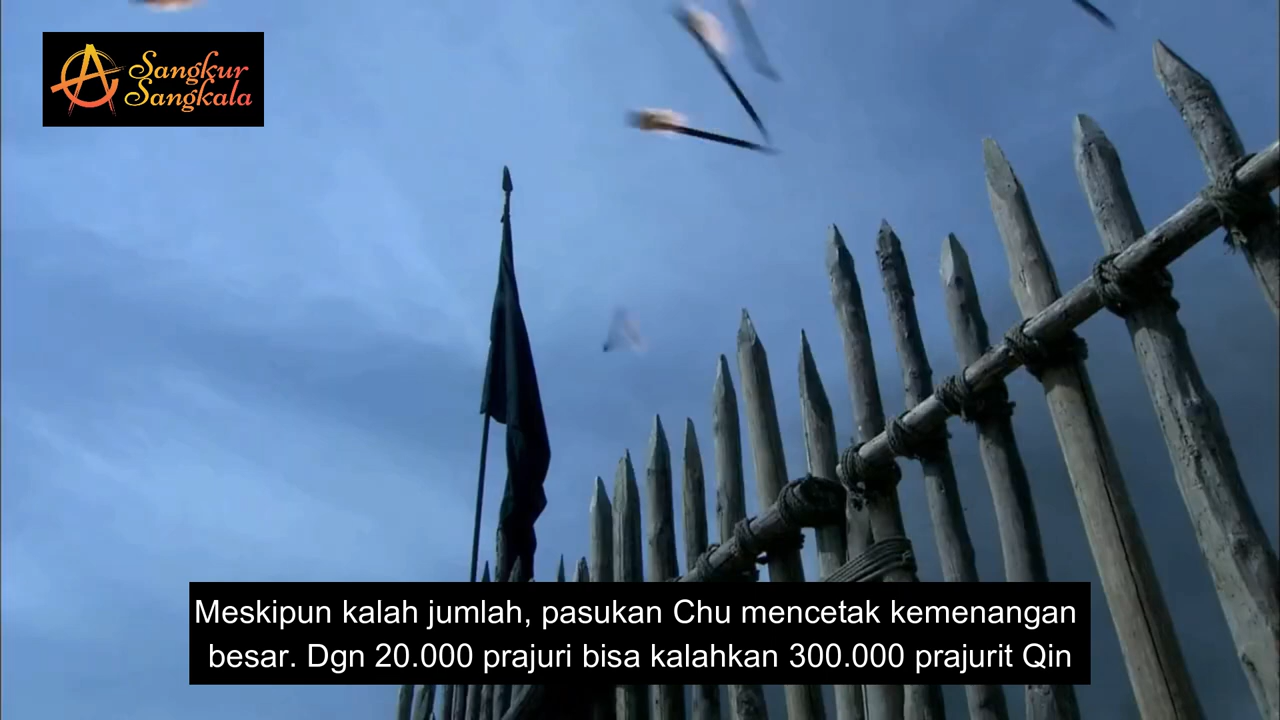 Sangkur
Sangkala
Meskipun kalah jumlah, pasukan Chu mencetak kemenangan
besar. Dgn 20.000 prajuri bisa kalahkan 300.000 prajurit Qin